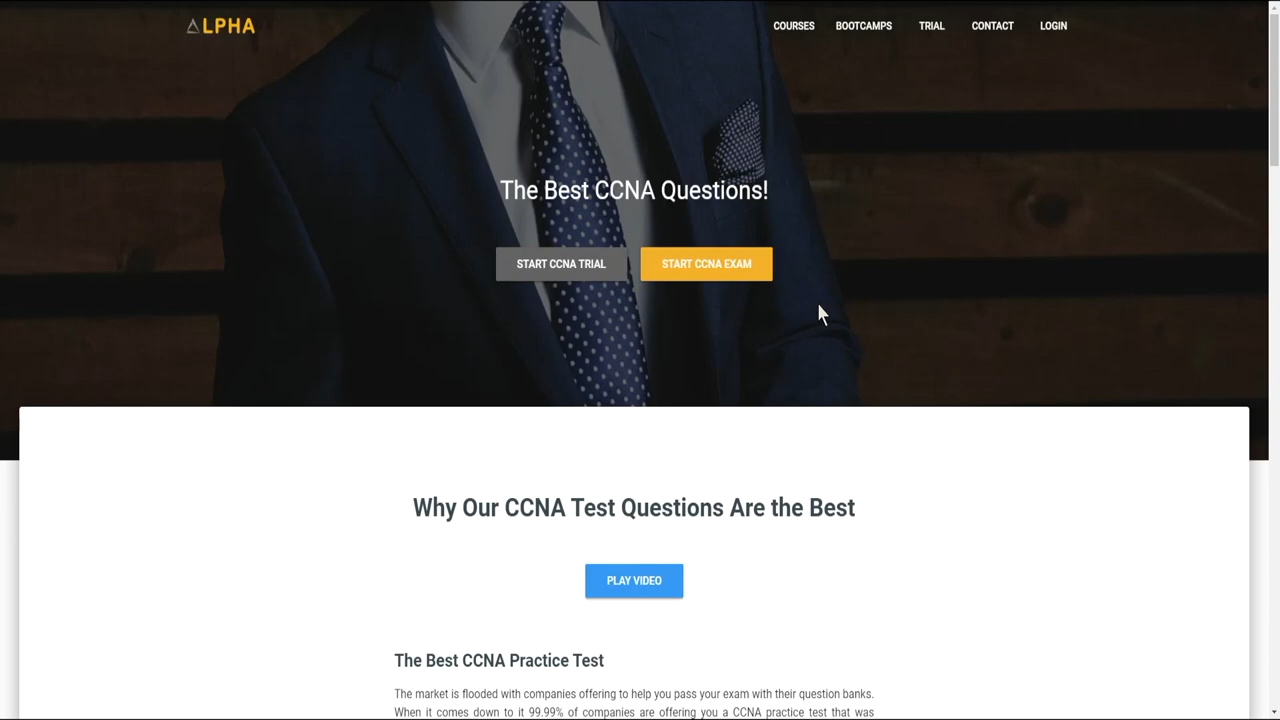 ALPHA
COURSES BOOTCAMPS TRIAL CONTACT LOGIN
The Best CCNA Questions!
START CCNA TRIAL START CCNA EXAM
Why Our CCNA Test Questions Are the Best
PLAY VIDEO
The Best CCNA Practice Test
The market is flooded with companies offering to help you pass your exam with their question banks.
When it comes down to it 99.99% of companies are offering you a CCNA practice test that was